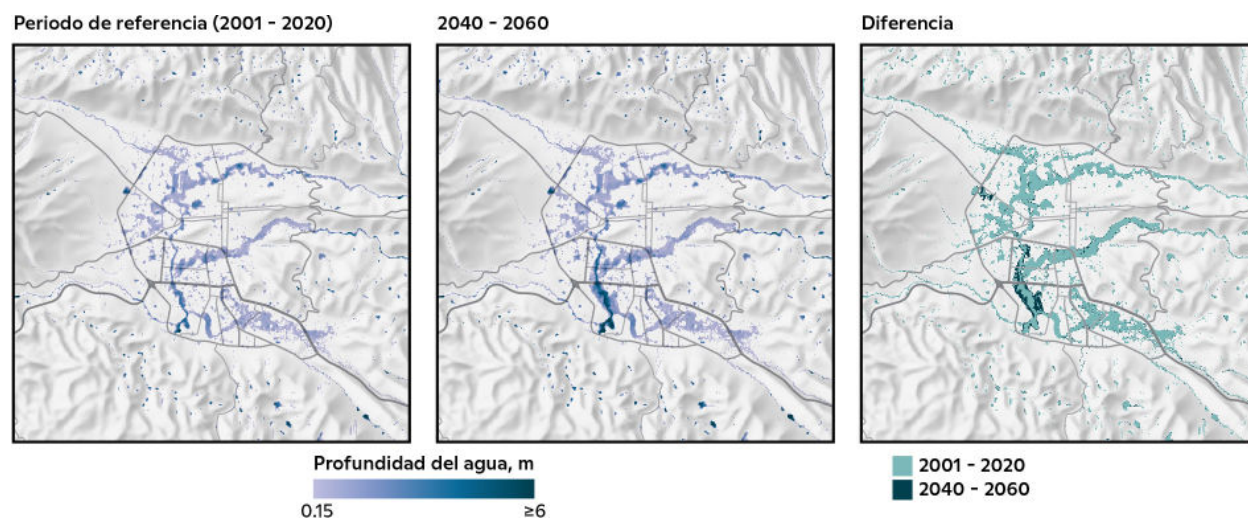 Periodo de referencia (2001 - 2020)
2040 - 2060
Diferencia
Profundidad del agua, m
0.15
≥6
2001 - 2020
2040 - 2060